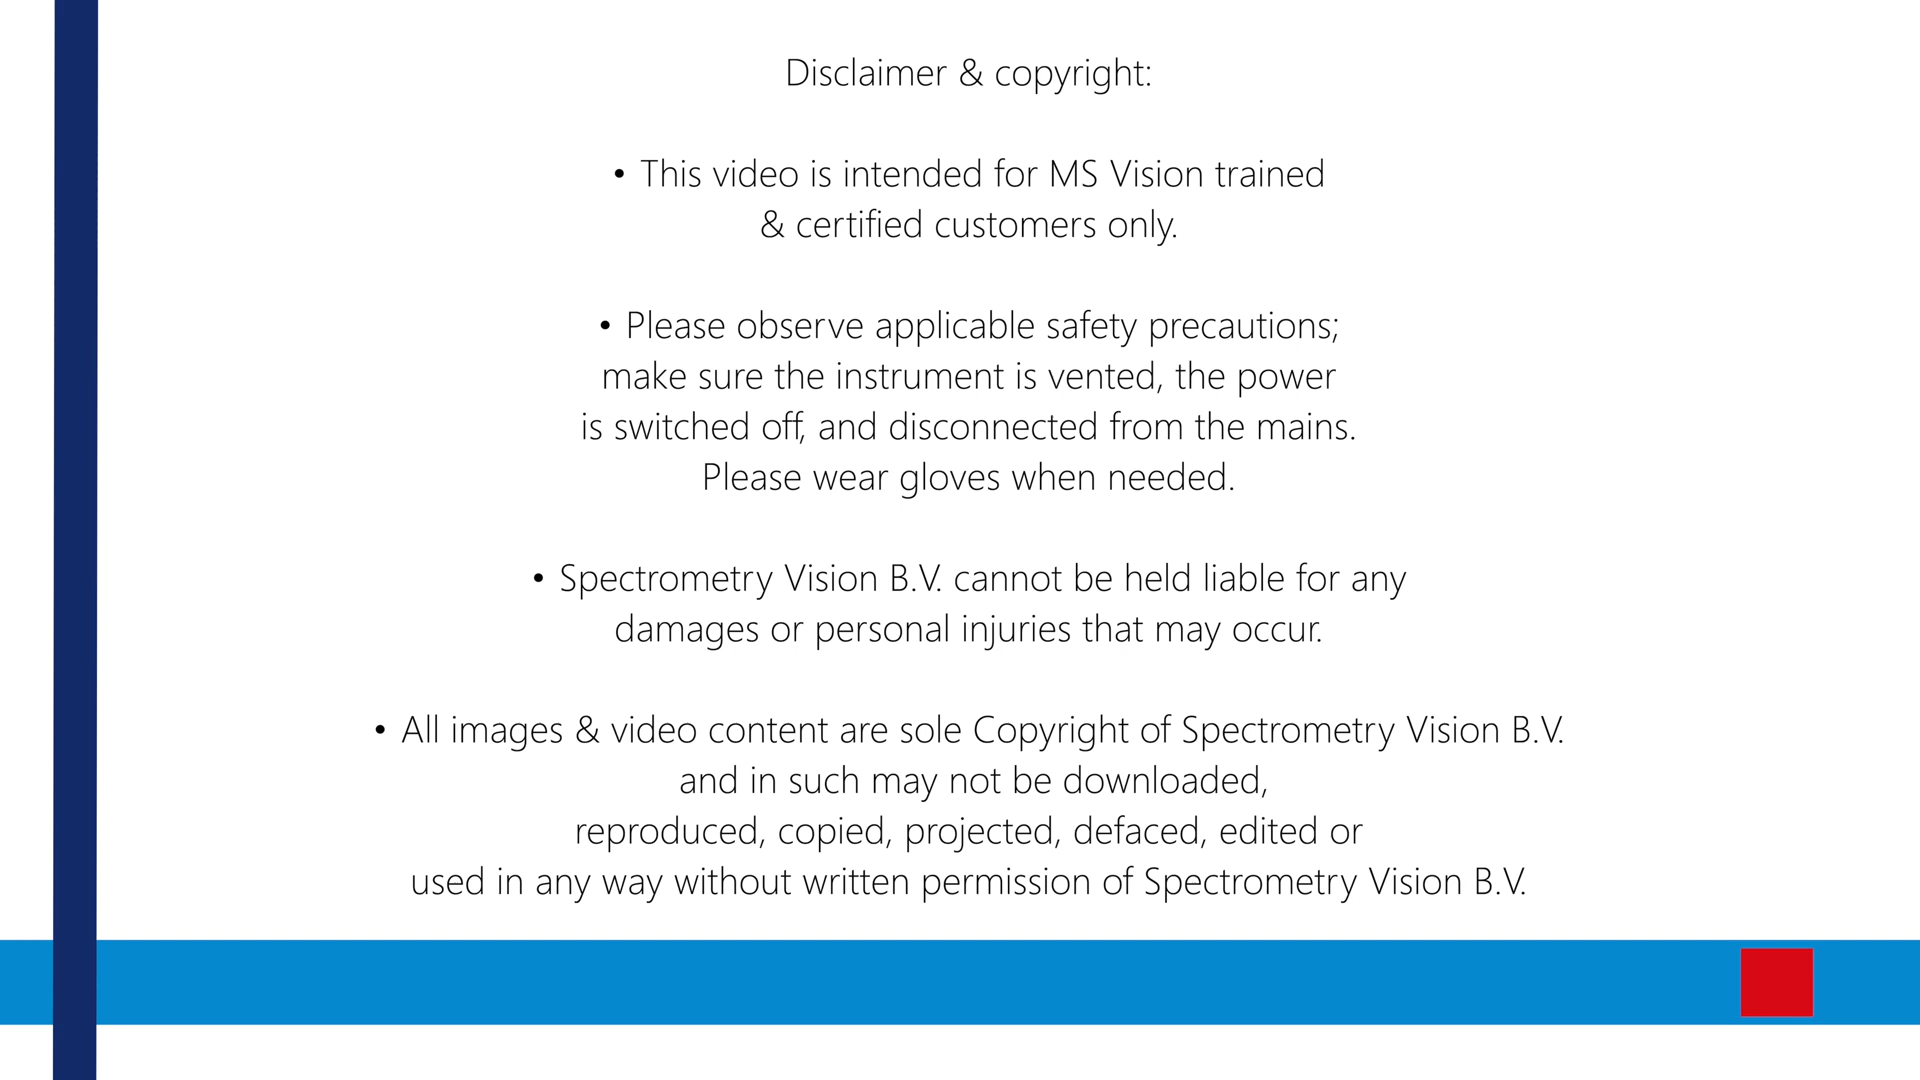 Disclaimer & copyright:
• This video is intended for MS Vision trained
& certified customers only.
• Please observe applicable safety precautions;
make sure the instrument is vented, the power
is switched off, and disconnected from the mains.
Please wear gloves when needed.
• Spectrometry Vision B.V. cannot be held liable for any
damages or personal injuries that may occur.
• All images & video content are sole Copyright of Spectrometry Vision B.V.
and in such may not be downloaded,
reproduced, copied, projected, defaced, edited or
used in any way without written permission of Spectrometry Vision B.V.